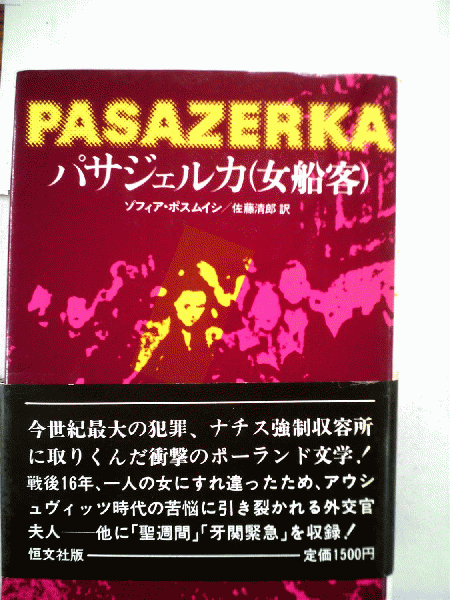 PASAZERKA
パサジェルカ(女船客)
ゾフィア・ポスムイシ/佐藤清郎 訳
今世紀最大の犯罪、ナチス強制収容所
に取りくんだ衝撃のポーランド文学!
戦後16年、一人の女にすれ違ったため、アウシ
ュヴィッツ時代の苦悩に引き裂かれる外交官
夫人──他に「聖週間」「牙関緊急」を収録!
恒文社版────────定価1500円